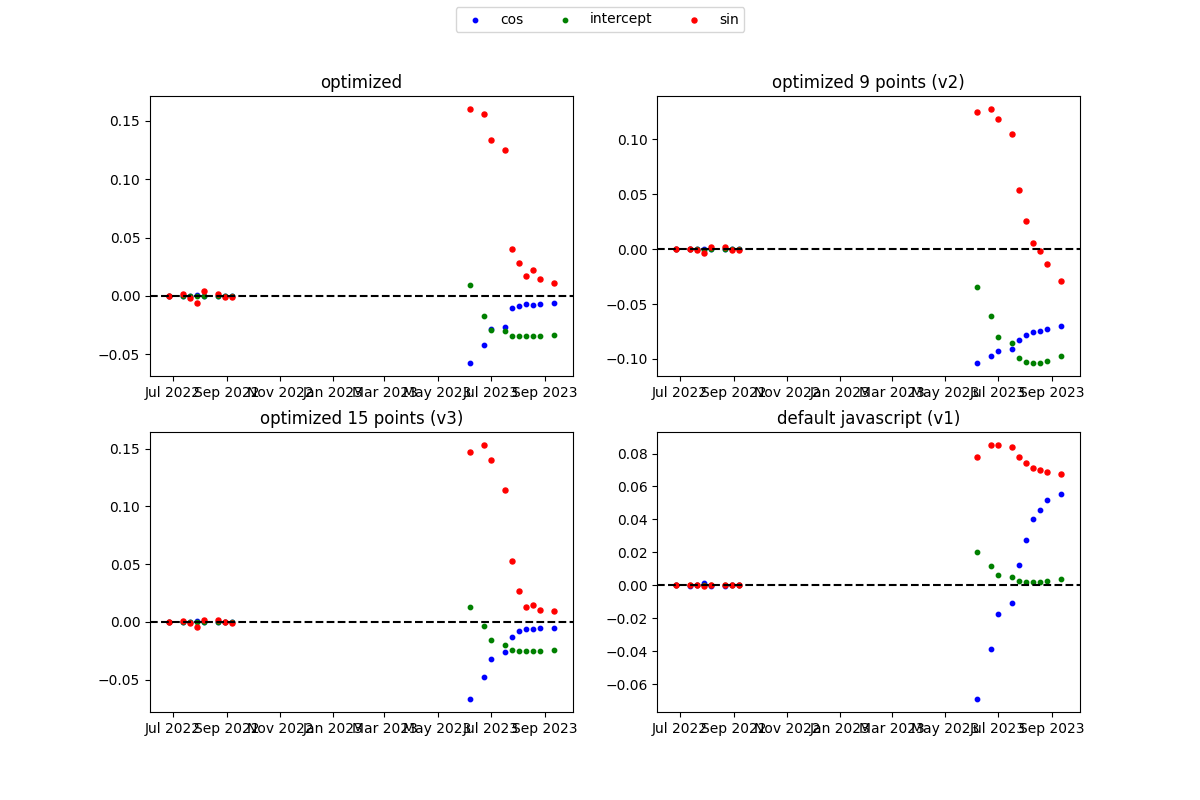 cos intercept sin
optimized
0.15
0.10
0.05
0.00
−0.05
Jul 2022 Sep 2022 Nov 2022 Jan 2023 Mar 2023 May 2023 Jul 2023 Sep 2023
optimized 9 points (v2)
0.10
0.05
0.00
−0.05
−0.10
Jul 2022 Sep 2022 Nov 2022 Jan 2023 Mar 2023 May 2023 Jul 2023 Sep 2023
optimized 15 points (v3)
0.15
0.10
0.05
0.00
−0.05
Jul 2022 Sep 2022 Nov 2022 Jan 2023 Mar 2023 May 2023 Jul 2023 Sep 2023
default javascript (v1)
0.08
0.06
0.04
0.02
0.00
−0.02
−0.04
−0.06
Jul 2022 Sep 2022 Nov 2022 Jan 2023 Mar 2023 May 2023 Jul 2023 Sep 2023